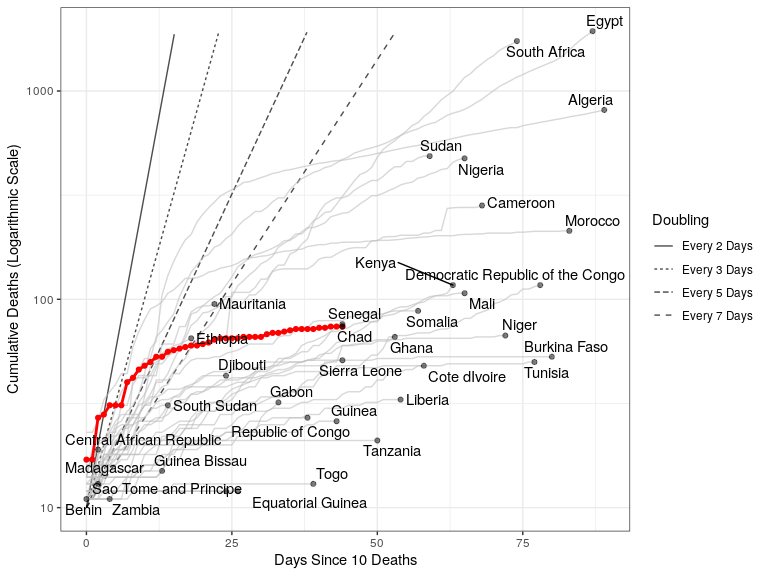 Egypt
South Africa
1000
Algeria
Sudan
Nigeria
Cameroon
Morocco
Doubling
Every 2 Days
Every 3 Days
Every 5 Days
Every 7 Days
Kenya
Democratic Republic of the Congo
Cumulative Deaths (Logarithmic Scale)
100
Mauritania
Senegal
Mali
Somalia
Ethiopia
Chad
Niger
Ghana
Burkina Faso
Djibouti
Sierra Leone
Cote dIvoire
Tunisia
Gabon
South Sudan
Guinea
Liberia
Central African Republic
Republic of Congo
Tanzania
Madagascar
Guinea Bissau
Togo
Sao Tome and Principe
Equatorial Guinea
10
Benin
Zambia
0
25
50
75
Days Since 10 Deaths